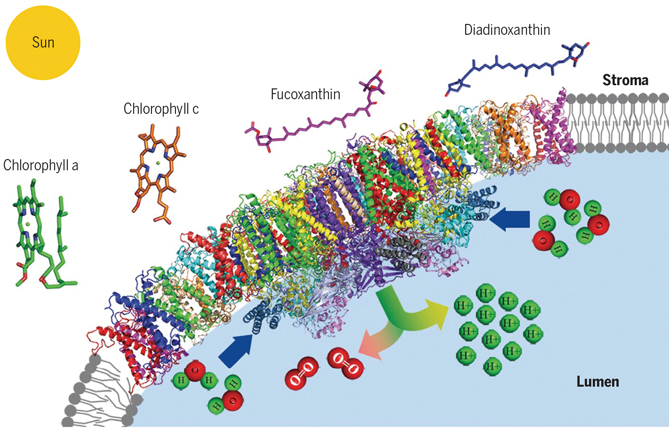 Sun
Diadinoxanthin
Stroma
Fucoxanthin
Chlorophyll c
Chlorophyll a
H O H
H O
H H
O H
H+ H+
H+ H+ H+
H+ H+ H+
H+ H+
O O
O O
H O H
H
H O
Lumen